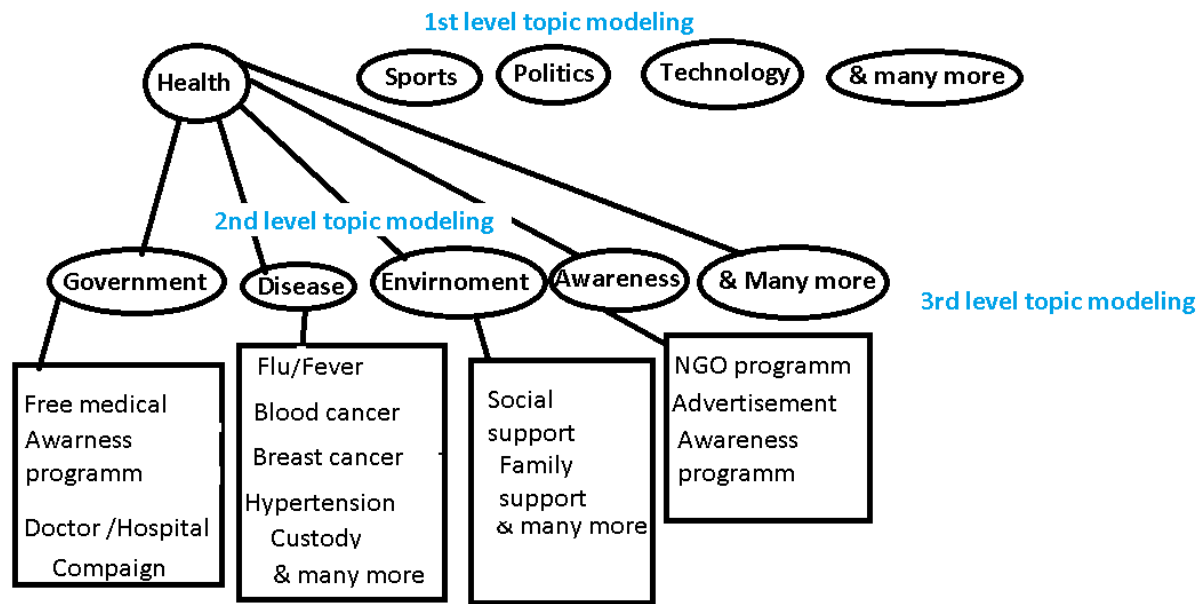 1st level topic modeling
Health
Sports
Politics
Technology
& many more
2nd level topic modeling
Government
Disease
Envirnoment
Awareness
& Many more
3rd level topic modeling
Free medical
Awarness
programm
Doctor /Hospital
Compaign
Flu/Fever
Blood cancer
Breast cancer
Hypertension
Custody
& many more
Social
support
Family
support
& many more
NGO programm
Advertisement
Awareness
programm